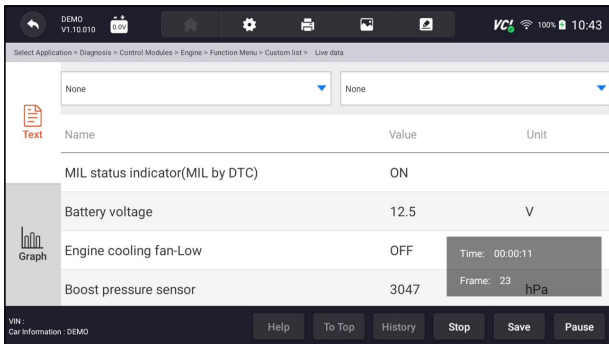 DEMO
V1.10.010
0.0V
VC
100%
10:43
Select Application > Diagnosis > Control Modules > Engine > Function Menu > Custom list > Live data
None
None
Text
Name Value Unit
MIL status indicator(MIL by DTC) ON
Battery voltage 12.5 V
Graph
Engine cooling fan-Low OFF
Time: 00:00:11
Boost pressure sensor 3047 hPa
Frame: 23
VIN :
Car Information : DEMO
Help To Top History Stop Save Pause